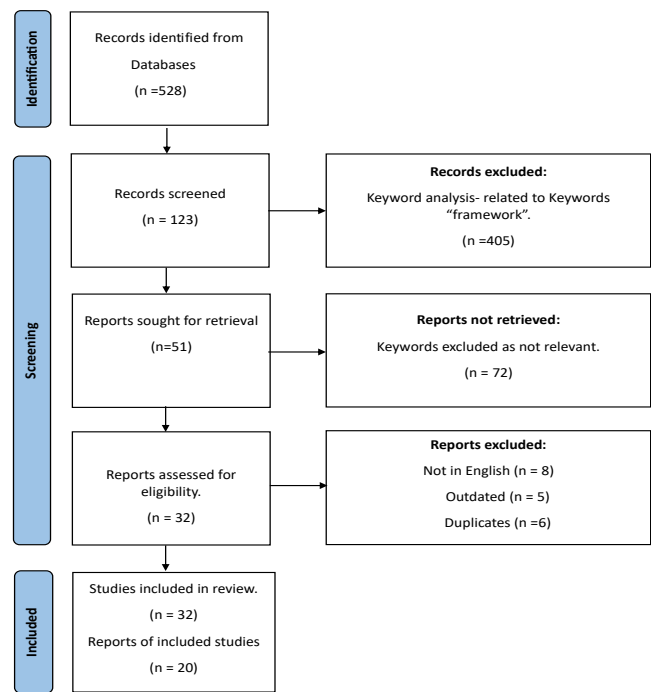 Identification
Records identified from
Databases
(n =528)
Screening
Records screened
(n = 123)
Records excluded:
Keyword analysis- related to Keywords
“framework”.
(n =405)
Reports sought for retrieval
(n=51)
Reports not retrieved:
Keywords excluded as not relevant.
(n = 72)
Reports assessed for
eligibility.
(n = 32)
Reports excluded:
Not in English (n = 8)
Outdated (n = 5)
Duplicates (n =6)
Included
Studies included in review.
(n = 32)
Reports of included studies
(n = 20)